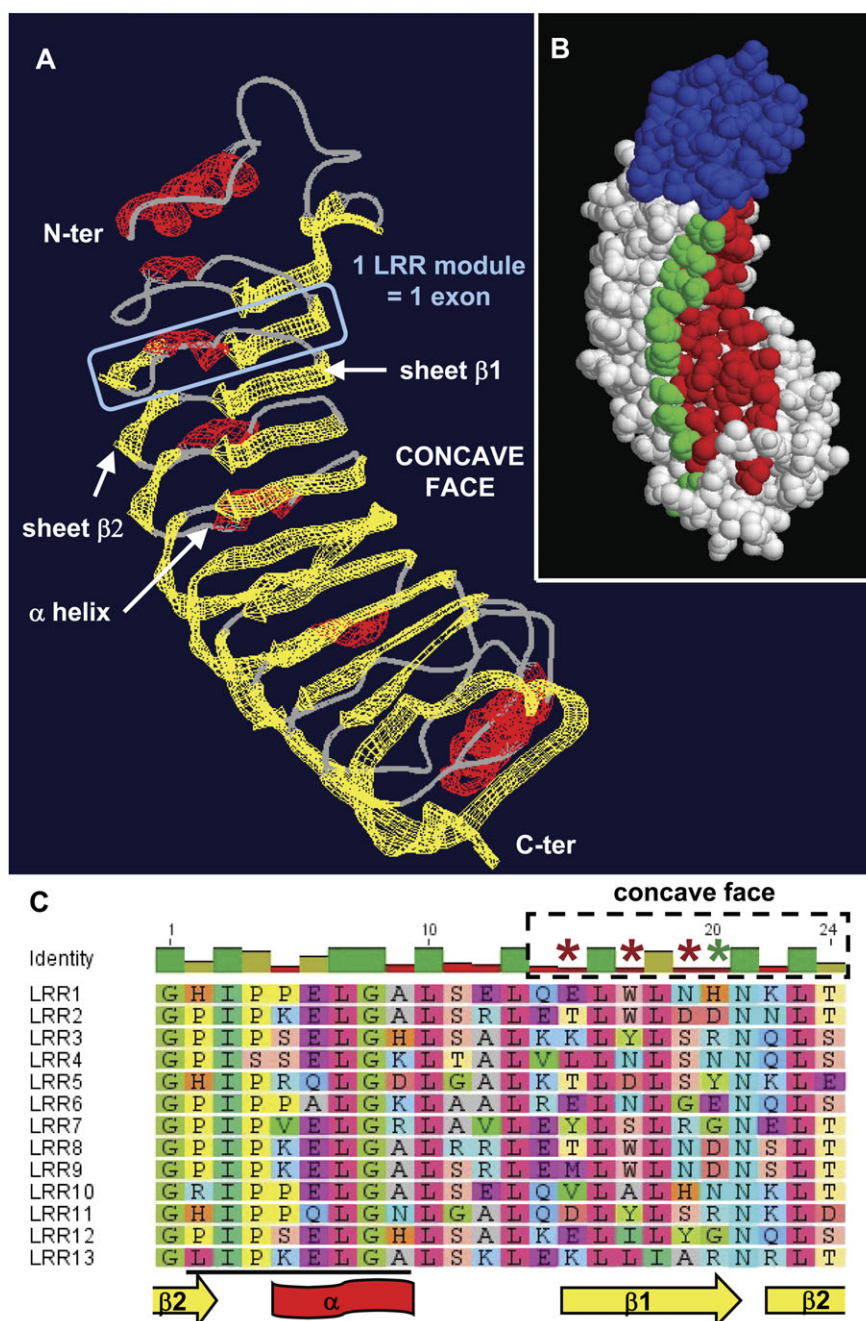 A
B
N-ter
1 LRR module
= 1 exon
sheet β1
CONCAVE
FACE
sheet β2
α helix
C-ter
C
concave face
1 10 20 24
* * * *
Identity
LRR1 G H I P P E L G A L S E L Q E L W L N H N K L T
LRR2 G P I P K E L G A L S R L E T L W L D D N N L T
LRR3 G P I P S E L G H L S A L K K L Y L S R N Q L S
LRR4 G P I S S E L G K L T A L V L L N L S N N Q L S
LRR5 G H I P R Q L G D L G A L K T L D L S Y N K L E
LRR6 G P I P P A L G K L A A L R E L N L G E N Q L S
LRR7 G P I P V E L G R L A V L E Y L S L R G N E L T
LRR8 G P I P K E L G A L R R L E T L W L N D N S L T
LRR9 G P I P K E L G A L S R L E M L W L N D N S L T
LRR10 G R I P P E L G A L S E L Q V L A L H N N K L T
LRR11 G H I P P Q L G N L G A L Q D L Y L S R N K L D
LRR12 G P I P S E L G H L S A L K E L I L Y G N Q L S
LRR13 G L I P K E L G A L S K L E K L L I A R N R L T
β2 α β1 β2